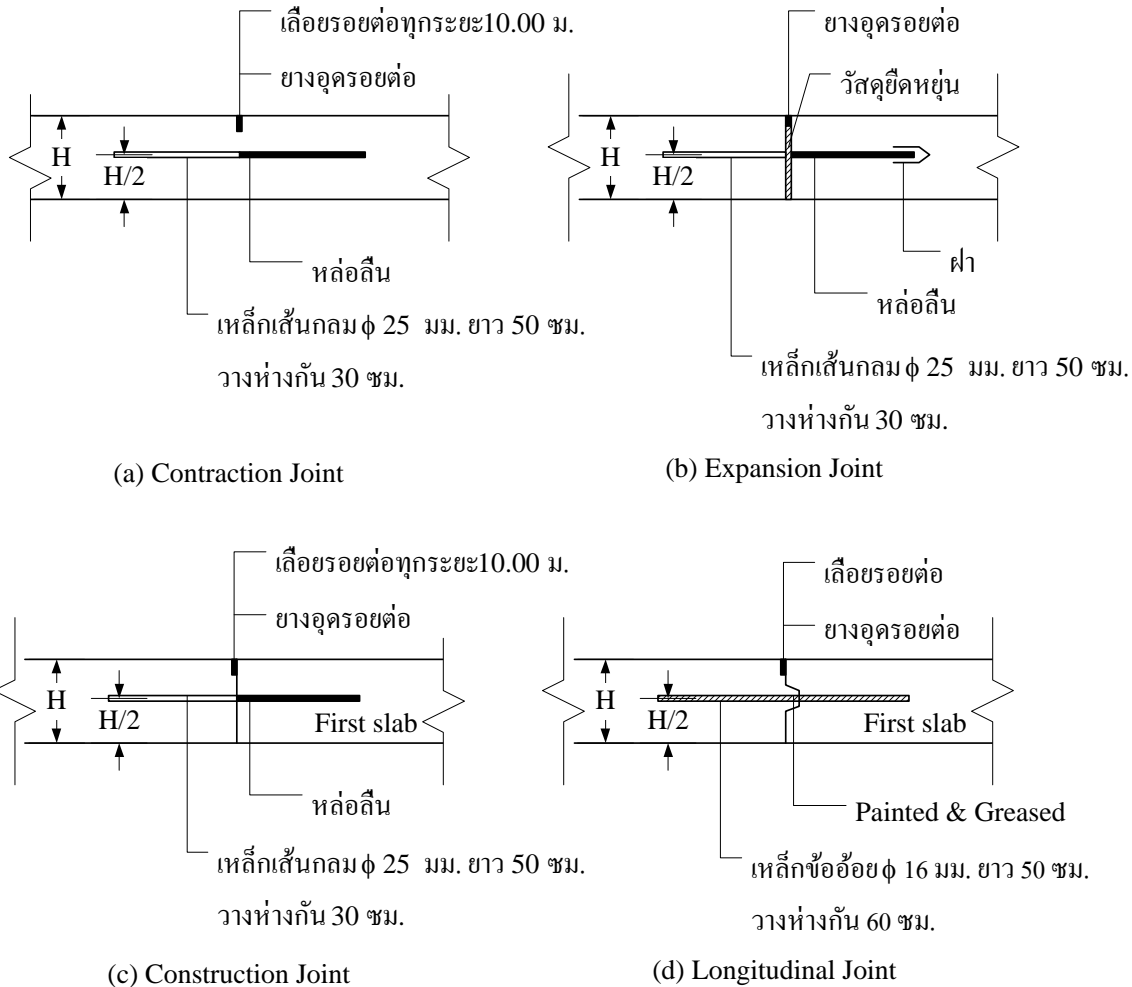 เลื่อยรอยต่อทุกระยะ10.00 ม.
ยางอุดรอยต่อ
H
H/2
หล่อลื่น
เหล็กเส้นกลม ϕ 25 มม. ยาว 50 ซม.
วางห่างกัน 30 ซม.
(a) Contraction Joint
ยางอุดรอยต่อ
วัสดุยืดหยุ่น
H
H/2
ฝา
หล่อลื่น
เหล็กเส้นกลม ϕ 25 มม. ยาว 50 ซม.
วางห่างกัน 30 ซม.
(b) Expansion Joint
เลื่อยรอยต่อทุกระยะ10.00 ม.
ยางอุดรอยต่อ
H
H/2
First slab
หล่อลื่น
เหล็กเส้นกลม ϕ 25 มม. ยาว 50 ซม.
วางห่างกัน 30 ซม.
(c) Construction Joint
เลื่อยรอยต่อ
ยางอุดรอยต่อ
H
H/2
First slab
Painted & Greased
เหล็กข้ออ้อย ϕ 16 มม. ยาว 50 ซม.
วางห่างกัน 60 ซม.
(d) Longitudinal Joint